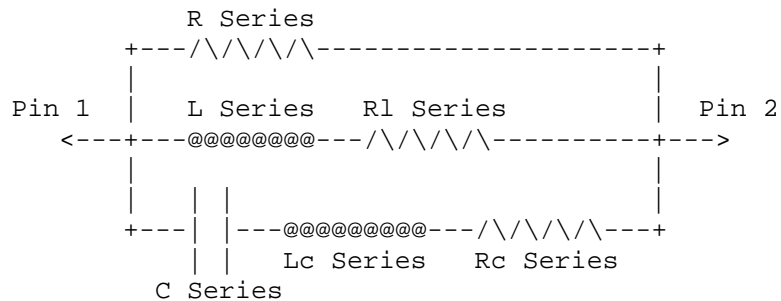 R Series
+---/\/\/\/\---------------------+
| |
Pin 1 | L Series Rl Series | Pin 2
<---+---@@@@@@@@---/\/\/\/\----------+--->
| |
| | | |
+---| |---@@@@@@@@@---/\/\/\/\---+
| | Lc Series Rc Series
C Series